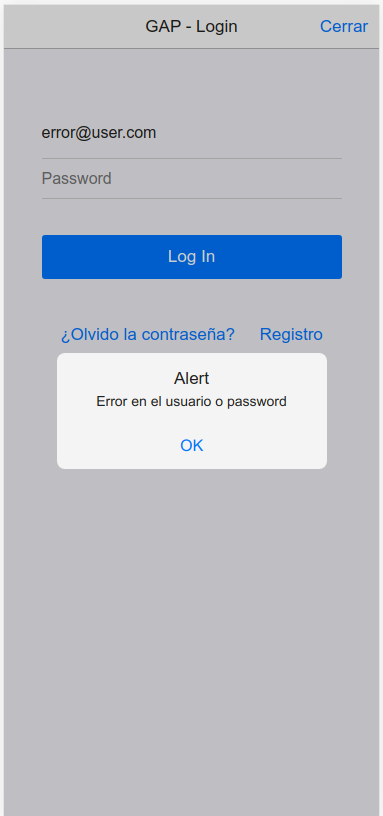 GAP - Login Cerrar
error@user.com
Password
Log In
¿Olvido la contraseña? Registro
Alert
Error en el usuario o password
OK